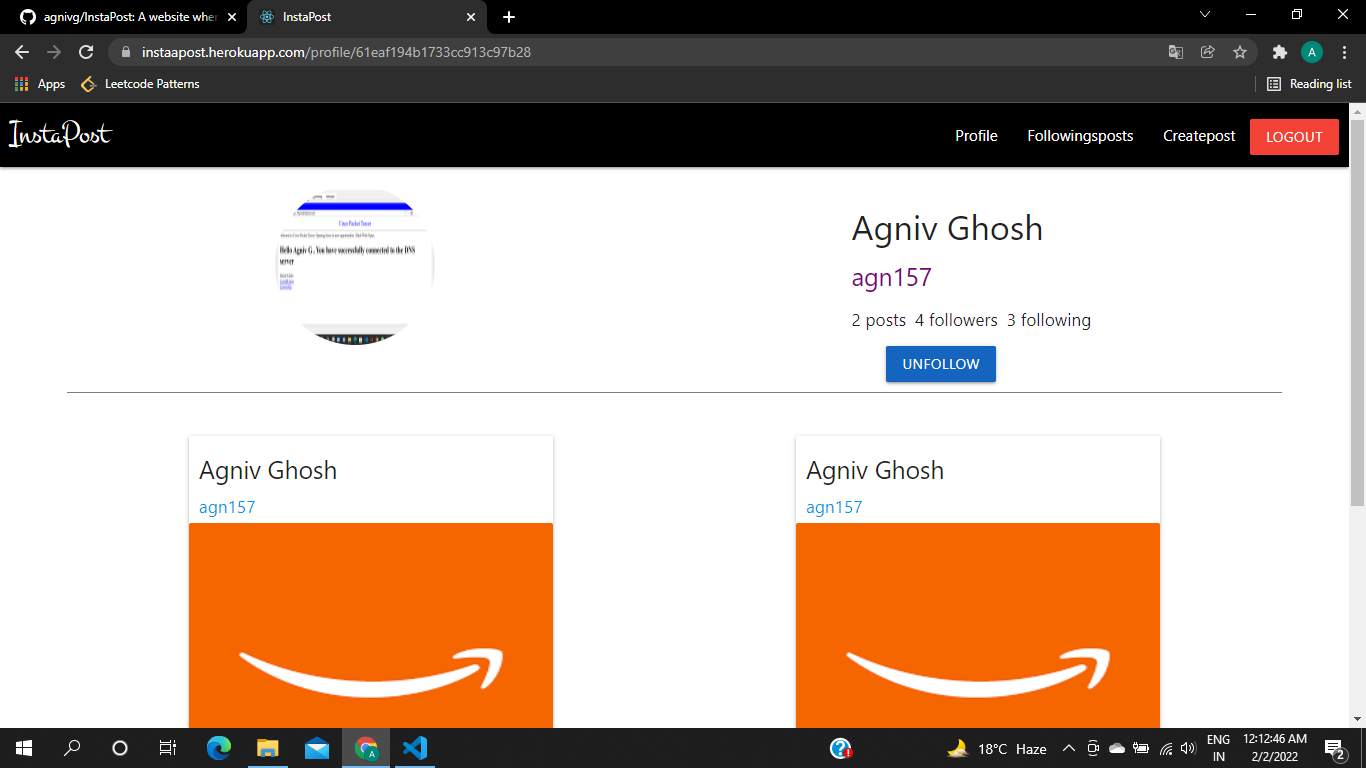 agnivg/InstaPost: A website wher
InstaPost
instaapost.herokuapp.com/profile/61eaf194b1733cc913c97b28
A
Apps
Leetcode Patterns
Reading list
InstaPost
Profile
Followingsposts
Createpost
LOGOUT
Cisco Packet Tracer
Hello Agniv G . You have successfully connected to the DNS
server
Agniv Ghosh
agn157
2 posts 4 followers 3 following
UNFOLLOW
Agniv Ghosh
agn157
Agniv Ghosh
agn157
18°C Haze
ENG
IN
12:12:46 AM
2/2/2022
2